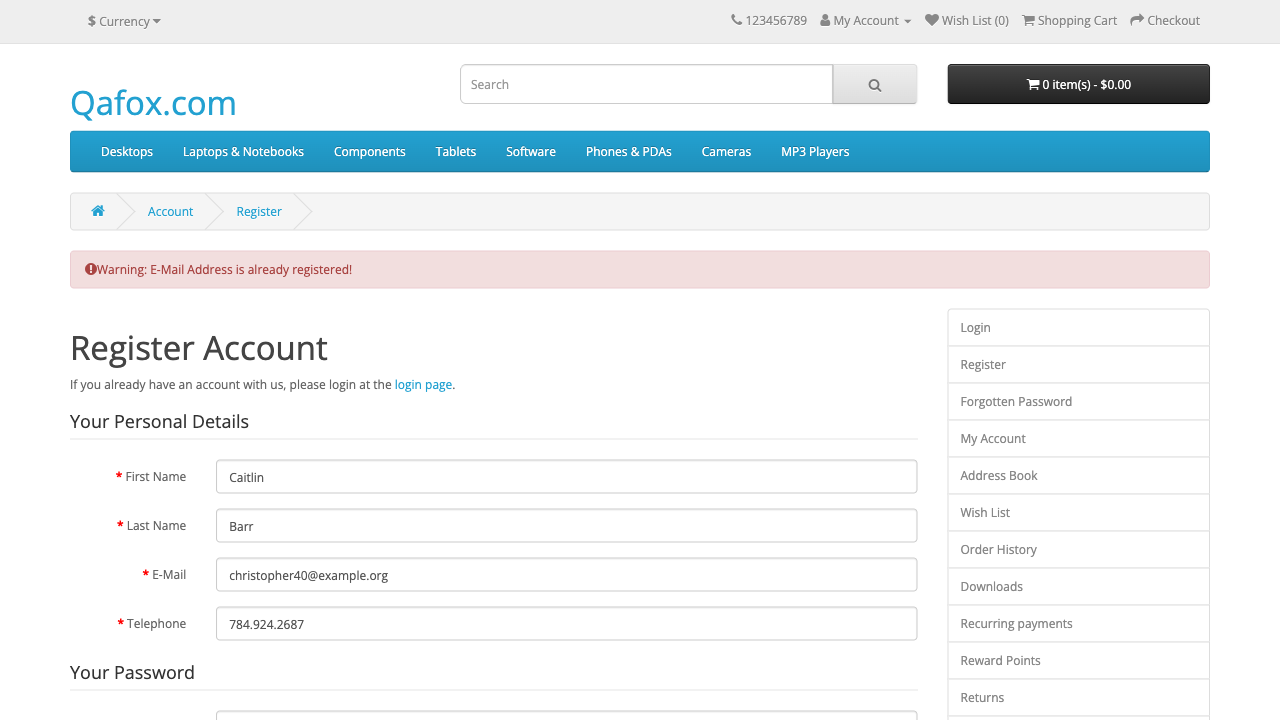 $ Currency
123456789
My Account
Wish List (0)
Shopping Cart
Checkout
Qafox.com
Search
0 item(s) - $0.00
Desktops
Laptops & Notebooks
Components
Tablets
Software
Phones & PDAs
Cameras
MP3 Players
Account
Register
Warning: E-Mail Address is already registered!
Register Account
If you already have an account with us, please login at the login page.
Your Personal Details
* First Name
Caitlin
* Last Name
Barr
* E-Mail
christopher40@example.org
* Telephone
784.924.2687
Your Password
Login
Register
Forgotten Password
My Account
Address Book
Wish List
Order History
Downloads
Recurring payments
Reward Points
Returns